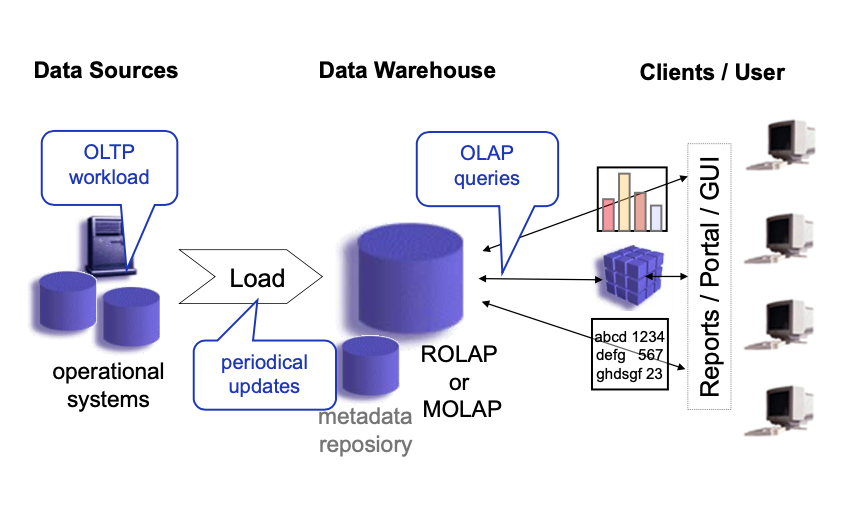 Data Sources
Data Warehouse
Clients / User
OLTP
workload
OLAP
queries
Load
periodical
updates
operational
systems
ROLAP
or
MOLAP
metadata
reposiory
abcd 1234
defg 567
ghdsgf 23
Reports / Portal / GUI